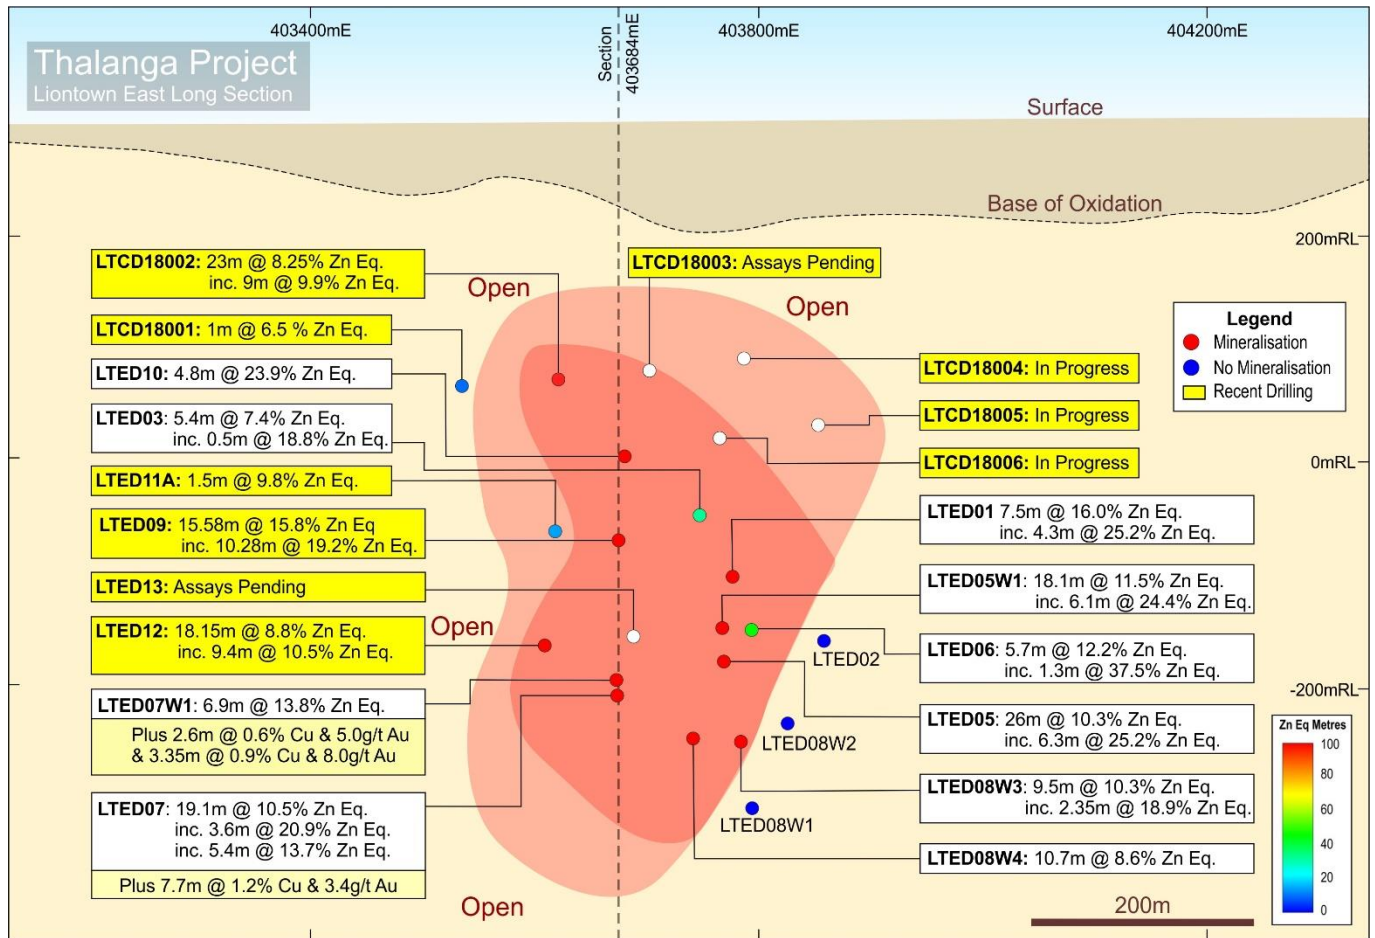 403400mE
403800mE
404200mE
Thalanga Project
Liontown East Long Section
Section
403684mE
Surface
Base of Oxidation
200mRL
0mRL
-200mRL
LTCD18002: 23m @ 8.25% Zn Eq.
inc. 9m @ 9.9% Zn Eq.
LTCD18001: 1m @ 6.5 % Zn Eq.
LTED10: 4.8m @ 23.9% Zn Eq.
LTED03: 5.4m @ 7.4% Zn Eq.
inc. 0.5m @ 18.8% Zn Eq.
LTED11A: 1.5m @ 9.8% Zn Eq.
LTED09: 15.58m @ 15.8% Zn Eq
inc. 10.28m @ 19.2% Zn Eq.
LTED13: Assays Pending
LTED12: 18.15m @ 8.8% Zn Eq.
inc. 9.4m @ 10.5% Zn Eq.
LTED07W1: 6.9m @ 13.8% Zn Eq.
Plus 2.6m @ 0.6% Cu & 5.0g/t Au
& 3.35m @ 0.9% Cu & 8.0g/t Au
LTED07: 19.1m @ 10.5% Zn Eq.
inc. 3.6m @ 20.9% Zn Eq.
inc. 5.4m @ 13.7% Zn Eq.
Plus 7.7m @ 1.2% Cu & 3.4g/t Au
Open
Open
Open
Open
LTCD18003: Assays Pending
LTED02
LTED08W2
LTED08W1
LTCD18004: In Progress
LTCD18005: In Progress
LTCD18006: In Progress
LTED01 7.5m @ 16.0% Zn Eq.
inc. 4.3m @ 25.2% Zn Eq.
LTED05W1: 18.1m @ 11.5% Zn Eq.
inc. 6.1m @ 24.4% Zn Eq.
LTED06: 5.7m @ 12.2% Zn Eq.
inc. 1.3m @ 37.5% Zn Eq.
LTED05: 26m @ 10.3% Zn Eq.
inc. 6.3m @ 25.2% Zn Eq.
LTED08W3: 9.5m @ 10.3% Zn Eq.
inc. 2.35m @ 18.9% Zn Eq.
LTED08W4: 10.7m @ 8.6% Zn Eq.
200m
Legend
Mineralisation
No Mineralisation
Recent Drilling
Zn Eq Metres
100
80
60
40
20
0